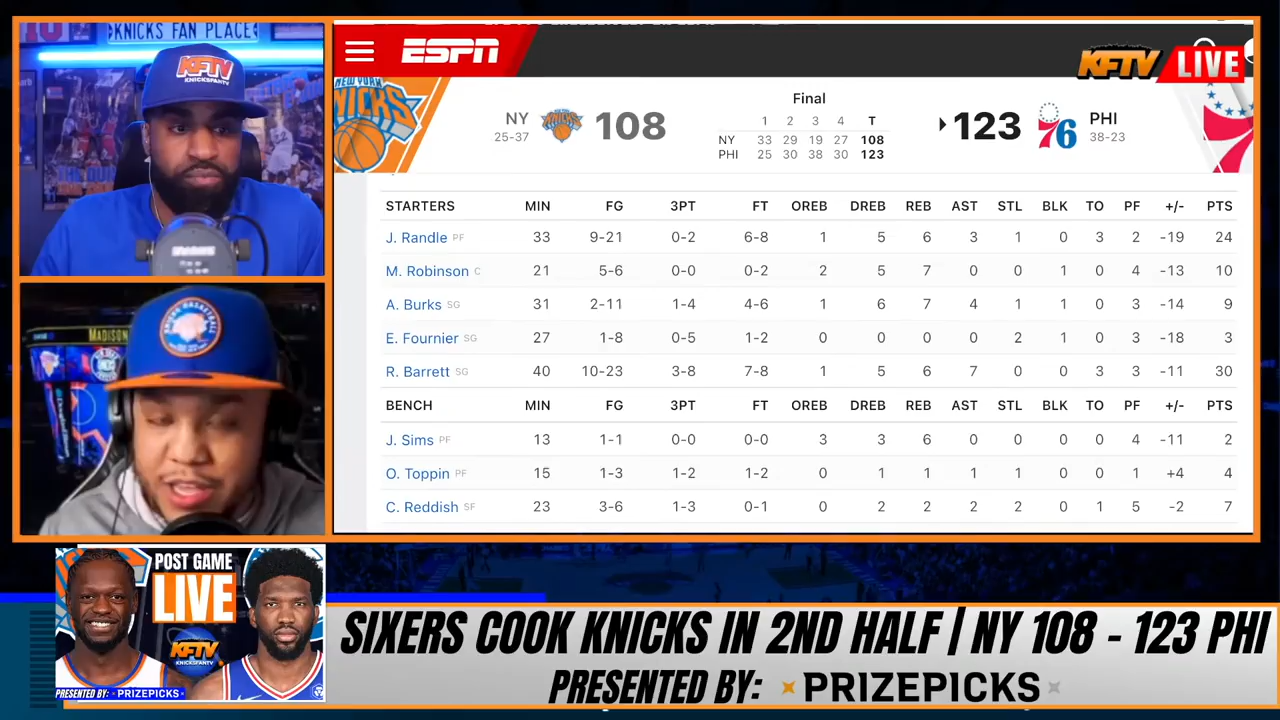 KNICKS FAN PLACE
KFTV
KNICKSFANTV
MADISON
ESPN
KFTV LIVE
NEW YORK
KNICKS
NY
25-37
108
Final
1 2 3 4 T
NY 33 29 19 27 108
PHI 25 30 38 30 123
123
76
PHI
38-23
STARTERS MIN FG 3PT FT OREB DREB REB AST STL BLK TO PF +/- PTS
J. Randle PF 33 9-21 0-2 6-8 1 5 6 3 1 0 3 2 -19 24
M. Robinson C 21 5-6 0-0 0-2 2 5 7 0 0 1 0 4 -13 10
A. Burks SG 31 2-11 1-4 4-6 1 6 7 4 1 1 0 3 -14 9
E. Fournier SG 27 1-8 0-5 1-2 0 0 0 0 2 1 0 3 -18 3
R. Barrett SG 40 10-23 3-8 7-8 1 5 6 7 0 0 3 3 -11 30
BENCH MIN FG 3PT FT OREB DREB REB AST STL BLK TO PF +/- PTS
J. Sims PF 13 1-1 0-0 0-0 3 3 6 0 0 0 0 4 -11 2
O. Toppin PF 15 1-3 1-2 1-2 0 1 1 1 1 0 0 1 +4 4
C. Reddish SF 23 3-6 1-3 0-1 0 2 2 2 2 0 1 5 -2 7
POST GAME
LIVE
KFTV
KNICKSFANTV
PRESENTED BY: PRIZEPICKS
SIXERS COOK KNICKS IN 2ND HALF | NY 108 - 123 PHI
PRESENTED BY: PRIZEPICKS